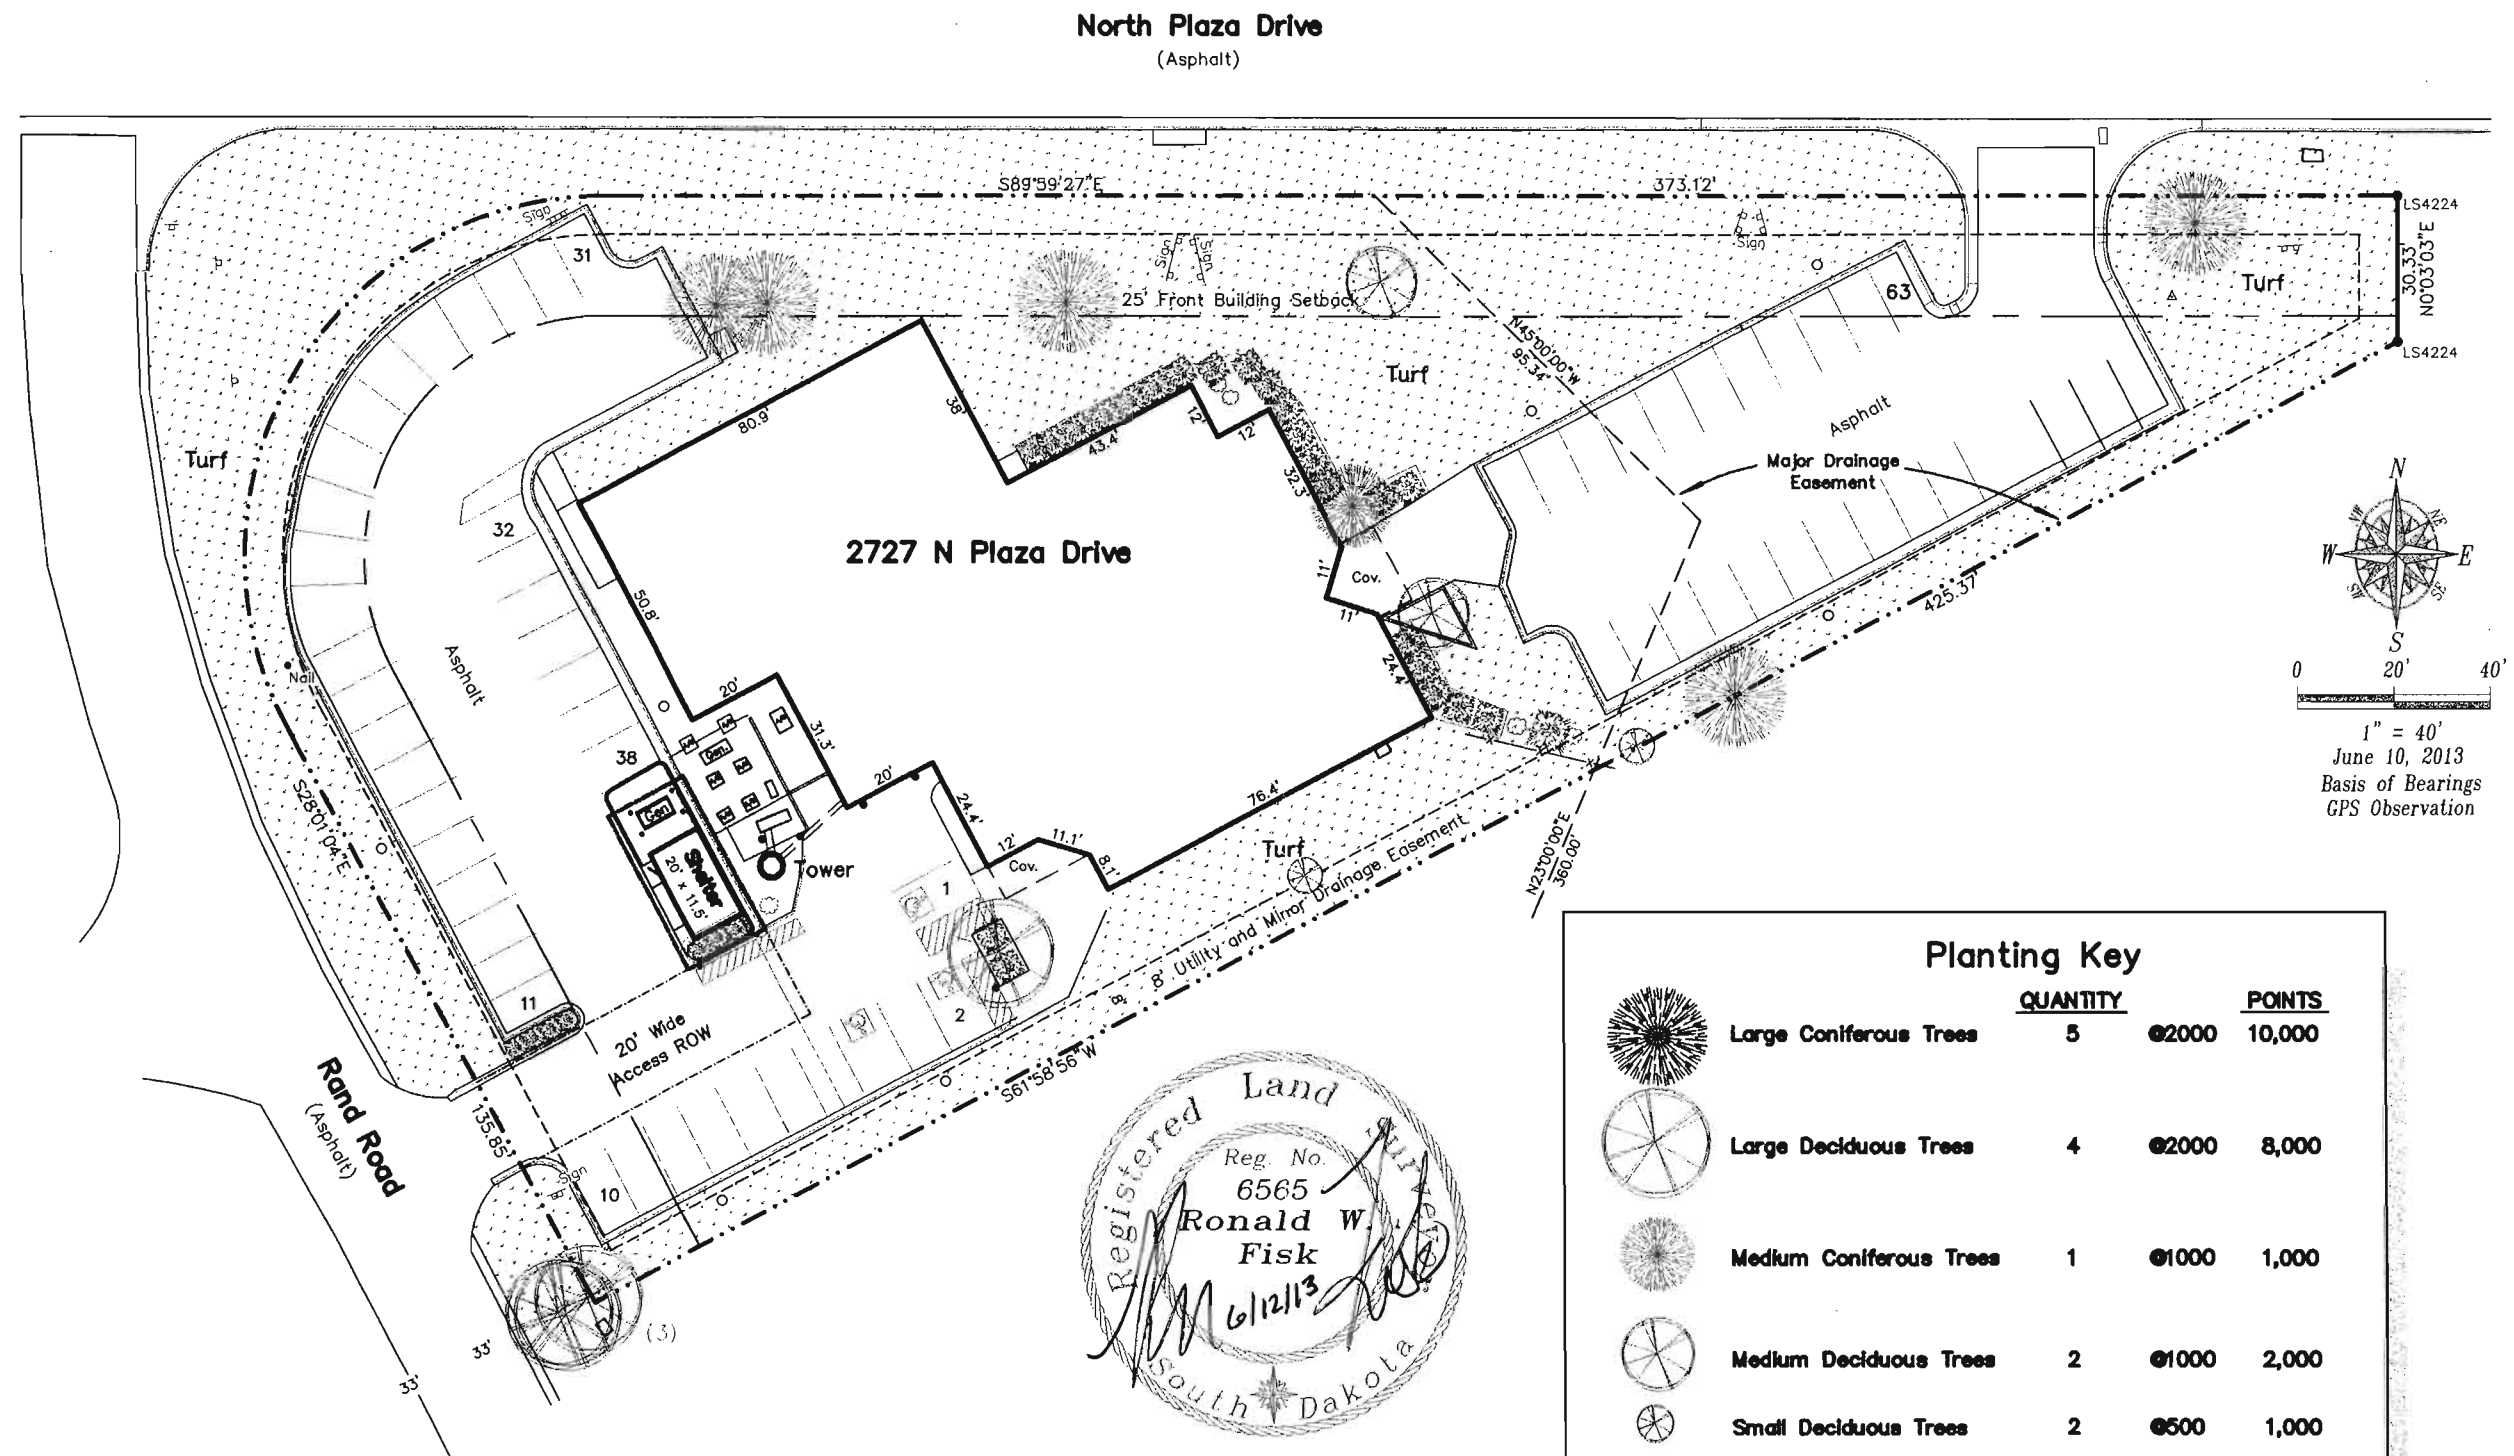 North Plaza Drive
(Asphalt)
S89°59'27"E
373.12'
LS4224
30.33'
N0°03'03"E
LS4224
Sign
31
Sign
Sign
Sign
25' Front Building Setback
63
Turf
Turf
N45°00'00"W
95.34'
Asphalt
Major Drainage
Easement
Turf
80.9'
38'
43.4'
12'
12'
32.3'
32
2727 N Plaza Drive
11'
Cov.
11'
50.8'
24.4'
425.37'
N
NW
NE
W
E
SW
SE
S
0 20' 40'
1" = 40'
June 10, 2013
Basis of Bearings
GPS Observation
Nail
Asphalt
20'
31.3'
38
Gen.
Gen
20'
24.4'
12'
11.1'
8.1'
Cov.
76.4'
S28°01'04"E
Shelter
20' x 11.5'
Tower
1
Turf
8' Utility and Mirror Drainage Easement
8'
N23°00'00"E
360.00'
11
2
20' Wide
Access ROW
S61°58'56"W
Rand Road
(Asphalt)
135.85'
Sign
10
(3)
33'
33'
Registered Land Surveyor
Reg. No.
6565
Ronald W.
Fisk
6/12/13
South Dakota
Planting Key
QUANTITY POINTS
Large Coniferous Trees 5 @2000 10,000
Large Deciduous Trees 4 @2000 8,000
Medium Coniferous Trees 1 @1000 1,000
Medium Deciduous Trees 2 @1000 2,000
Small Deciduous Trees 2 @500 1,000